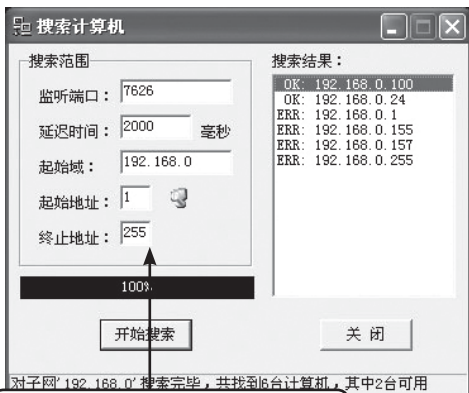 搜索计算机
搜索范围
监听端口： 7626
延迟时间： 2000 毫秒
起始域： 192.168.0
起始地址： 1
终止地址： 255
100%
开始搜索
搜索结果：
OK: 192.168.0.100
OK: 192.168.0.24
ERR: 192.168.0.1
ERR: 192.168.0.155
ERR: 192.168.0.157
ERR: 192.168.0.255
关 闭
对子网'192.168.0'搜索完毕，共找到6台计算机，其中2台可用